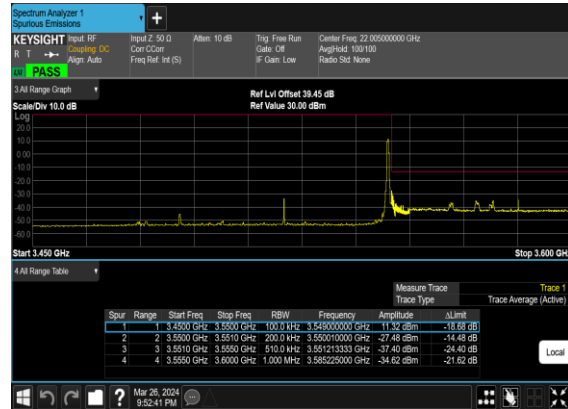 Spectrum Analyzer 1
Spurious Emissions
+
KEYSIGHT Input: RF Input Z: 50 Ω Atten: 10 dB Trig: Free Run Center Freq: 22.005000000 GHz
R T Coupling: DC Corr CCorr Gate: Off Avg|Hold: 100/100
Align: Auto Freq Ref: Int (S) IF Gain: Low Radio Std: None
PASS
3 All Range Graph
Ref Lvl Offset 39.45 dB
Scale/Div 10.0 dB Ref Value 30.00 dBm
Log
20.0
10.0
0.00
-10.0
-20.0
-30.0
-40.0
-50.0
-60.0
Start 3.450 GHz Stop 3.600 GHz
4 All Range Table
Measure Trace Trace 1
Trace Type Trace Average (Active)
Spur Range Start Freq Stop Freq RBW Frequency Amplitude ΔLimit
1 1 3.4500 GHz 3.5500 GHz 100.0 kHz 3.549000000 GHz 11.32 dBm -18.68 dB
2 2 3.5500 GHz 3.5510 GHz 200.0 kHz 3.550010000 GHz -27.48 dBm -14.48 dB
3 3 3.5510 GHz 3.5550 GHz 510.0 kHz 3.551213333 GHz -37.40 dBm -24.40 dB
4 4 3.5550 GHz 3.6000 GHz 1.000 MHz 3.585225000 GHz -34.62 dBm -21.62 dB
Local
? Mar 26, 2024
9:52:41 PM